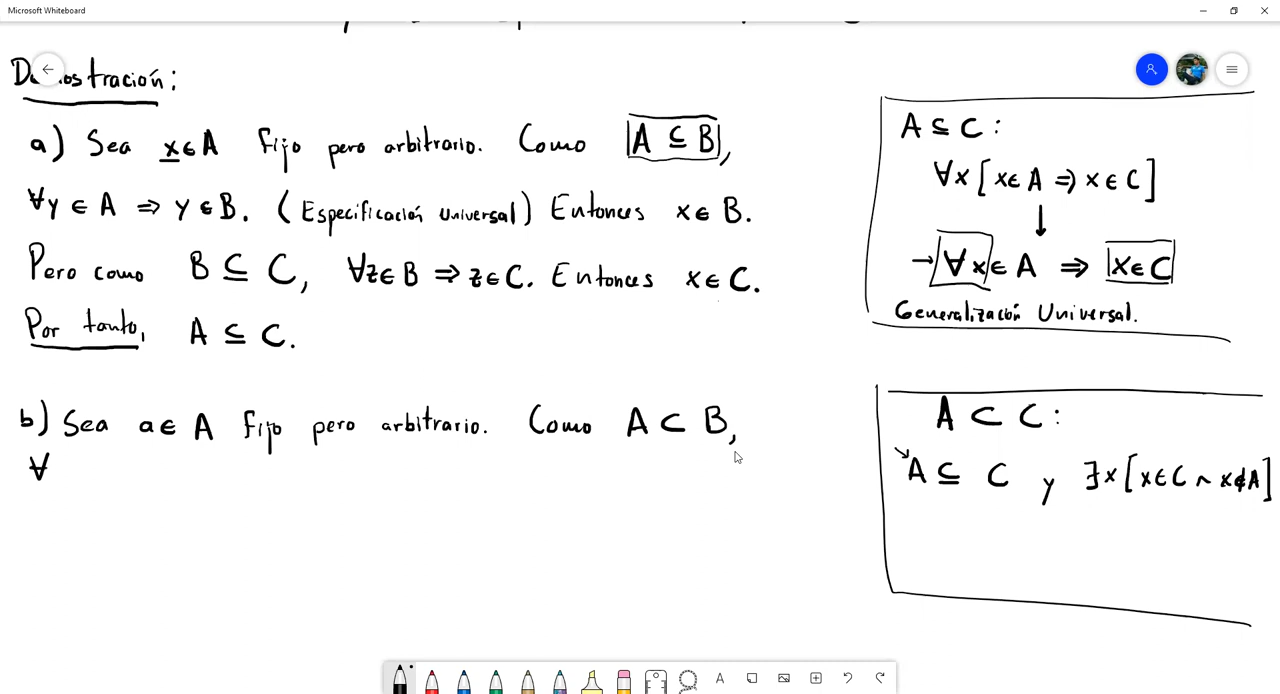 Microsoft Whiteboard
Demostración:
a) Sea x ∈ A Fijo pero arbitrario. Como A ⊆ B,
∀y ∈ A ⇒ y ∈ B. (Especificación Universal) Entonces x ∈ B.
Pero como B ⊆ C, ∀z ∈ B ⇒ z ∈ C. Entonces x ∈ C.
Por tanto, A ⊆ C.
b) Sea a ∈ A Fijo pero arbitrario. Como A ⊂ B,
∀
A ⊆ C:
∀x [x ∈ A ⇒ x ∈ C]
↓
→ ∀x ∈ A ⇒ x ∈ C
Generalización Universal.
A ⊂ C:
A ⊆ C y ∃x [x ∈ C ∧ x ∉ A]